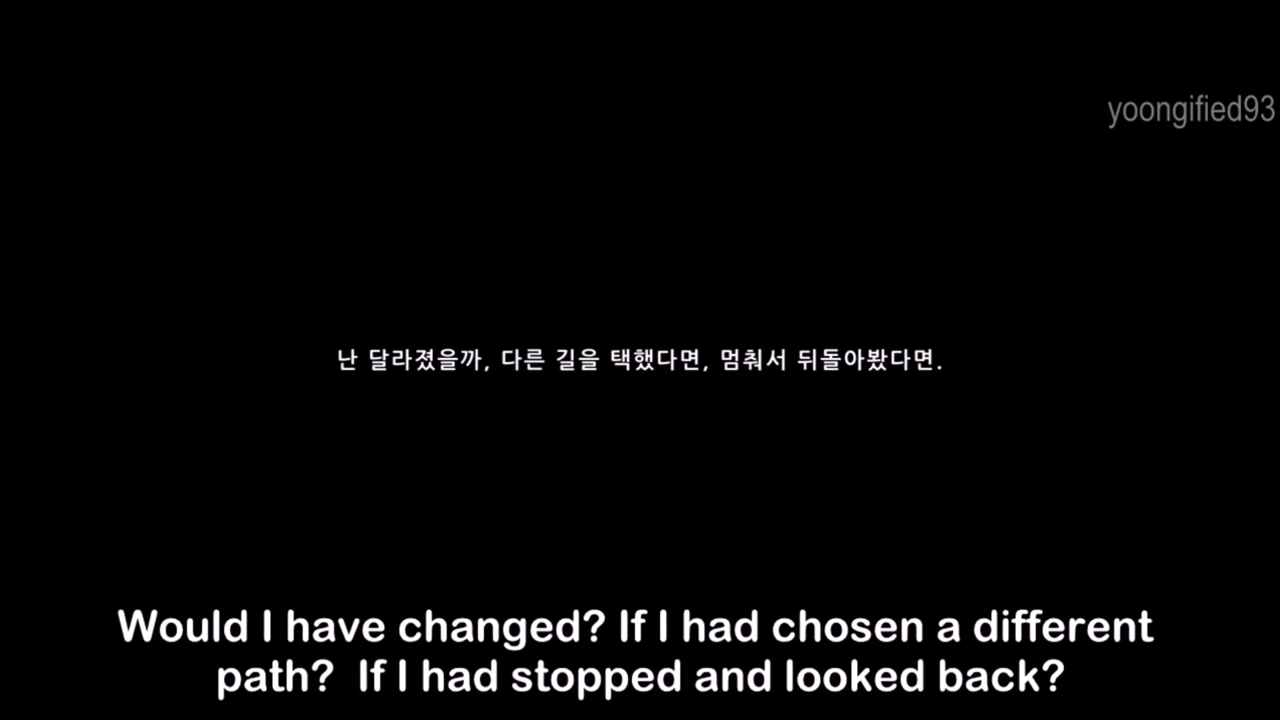 yoongified93
난 달라졌을까, 다른 길을 택했다면, 멈춰서 뒤돌아봤다면.
Would I have changed? If I had chosen a different
path?  If I had stopped and looked back?